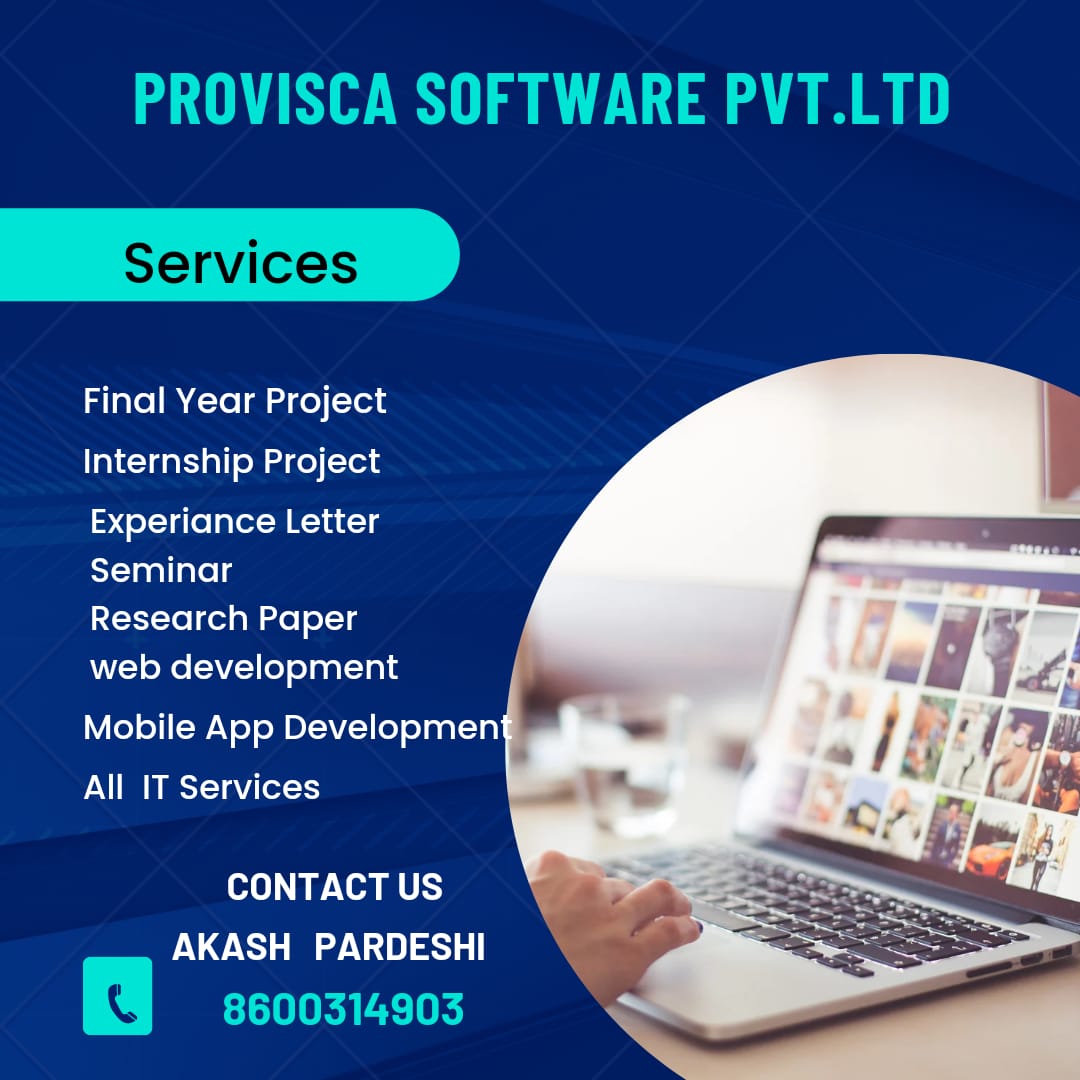 PROVISCA SOFTWARE PVT.LTD
Services
Final Year Project
Internship Project
Experiance Letter
Seminar
Research Paper
web development
Mobile App Development
All IT Services
CONTACT US
AKASH PARDESHI
8600314903